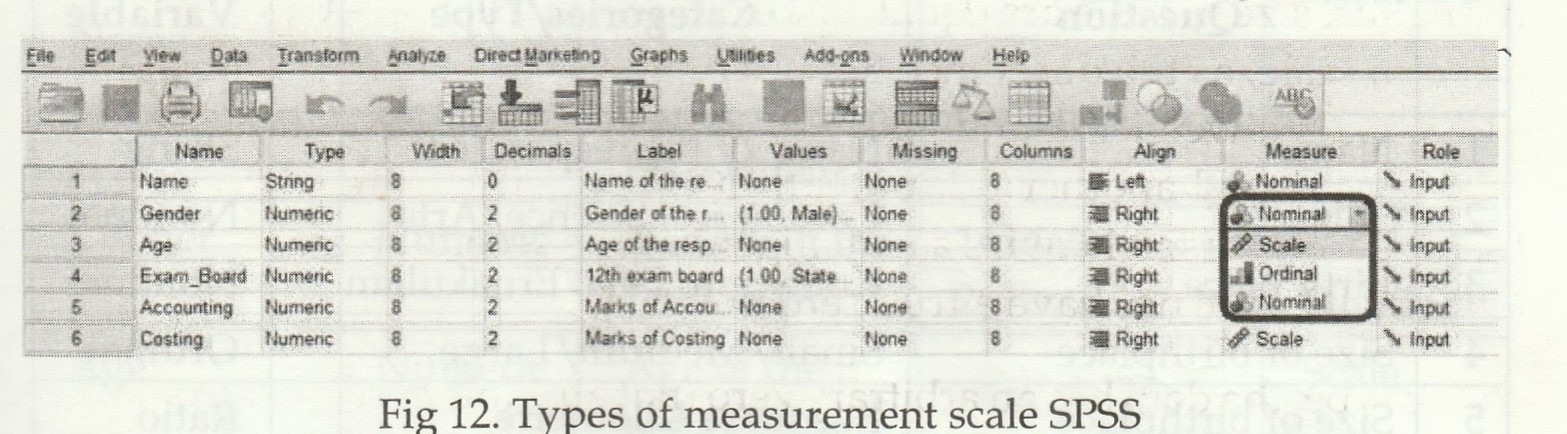 File Edit View Data Transform Analyze Direct Marketing Graphs Utilities Add-ons Window Help
ABC
Name Type Width Decimals Label Values Missing Columns Align Measure Role
1 Name String 8 0 Name of the re... None None 8 Left Nominal Input
2 Gender Numeric 8 2 Gender of the r... {1.00, Male}... None 8 Right Nominal Input
3 Age Numeric 8 2 Age of the resp... None None 8 Right Scale Input
4 Exam_Board Numeric 8 2 12th exam board {1.00, State... None 8 Right Ordinal Input
5 Accounting Numeric 8 2 Marks of Accou... None None 8 Right Nominal Input
6 Costing Numeric 8 2 Marks of Costing None None 8 Right Scale Input
Fig 12. Types of measurement scale SPSS